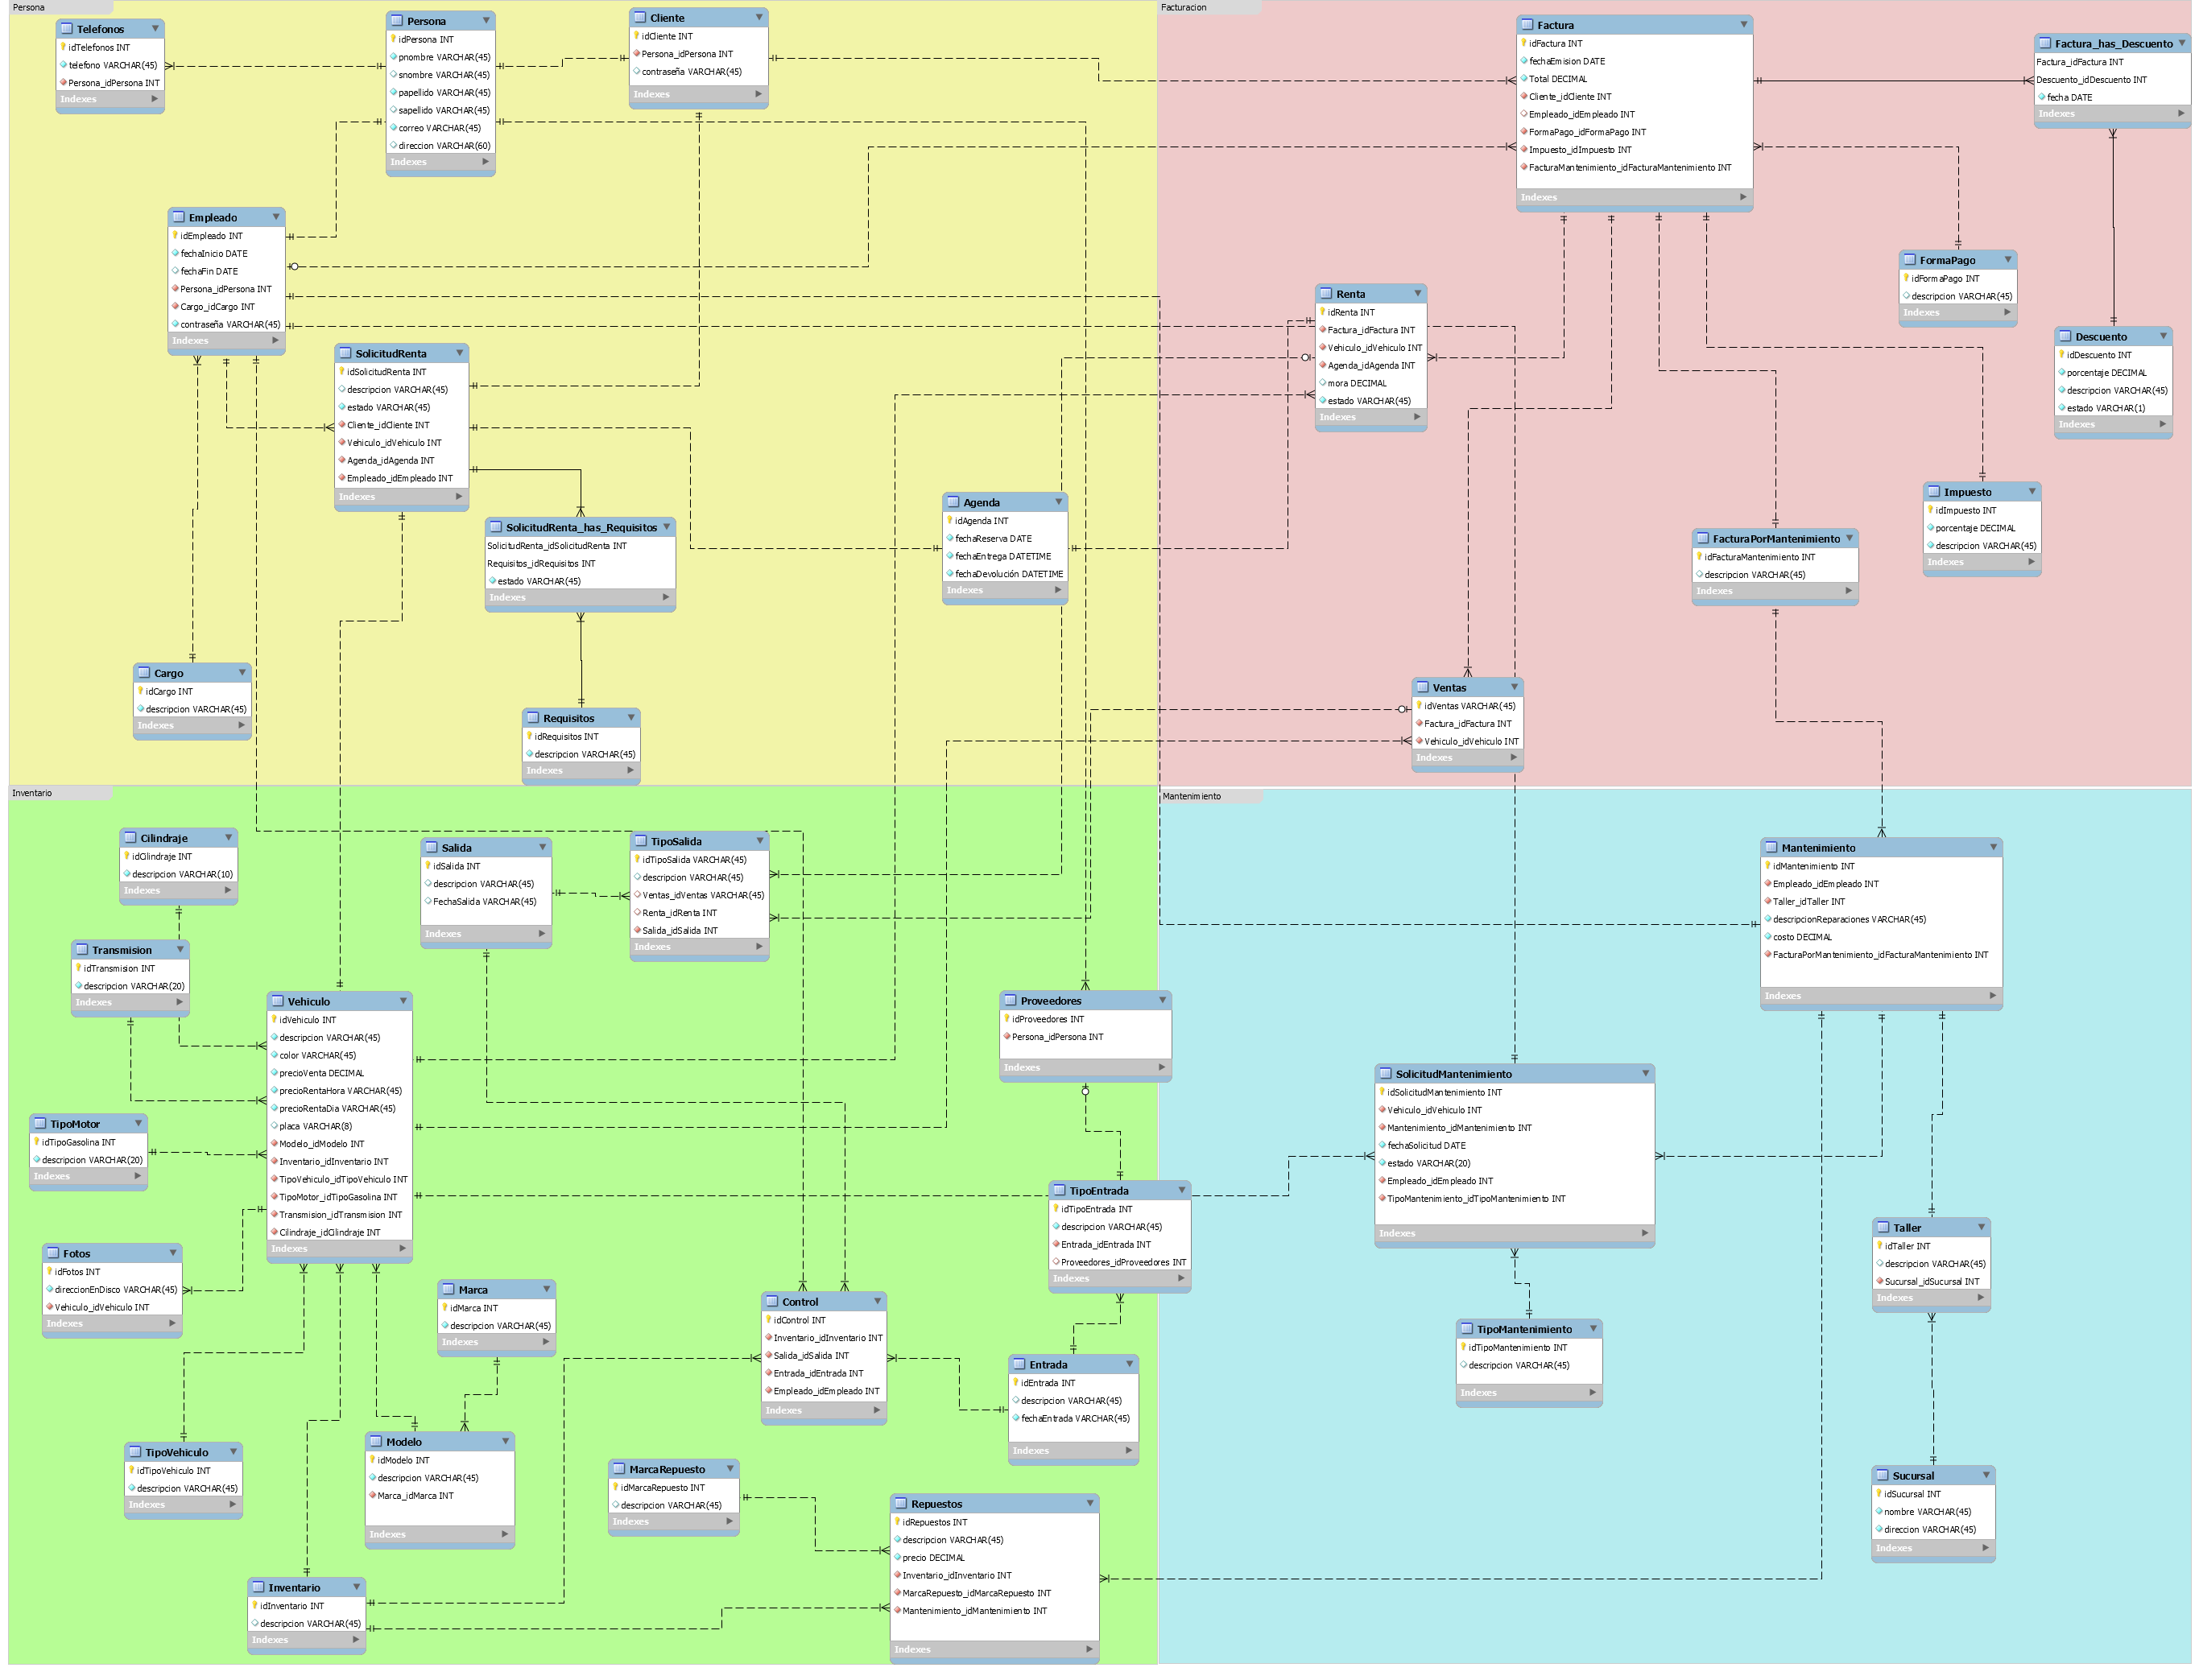 Persona
Telefonos
idTelefonos INT
telefono VARCHAR(45)
Persona_idPersona INT
Indexes
Persona
idPersona INT
pnombre VARCHAR(45)
snombre VARCHAR(45)
papellido VARCHAR(45)
sapellido VARCHAR(45)
correo VARCHAR(45)
direccion VARCHAR(60)
Indexes
Cliente
idCliente INT
Persona_idPersona INT
contraseña VARCHAR(45)
Indexes
Empleado
idEmpleado INT
fechaInicio DATE
fechaFin DATE
Persona_idPersona INT
Cargo_idCargo INT
contraseña VARCHAR(45)
Indexes
SolicitudRenta
idSolicitudRenta INT
descripcion VARCHAR(45)
estado VARCHAR(45)
Cliente_idCliente INT
Vehiculo_idVehiculo INT
Agenda_idAgenda INT
Empleado_idEmpleado INT
Indexes
SolicitudRenta_has_Requisitos
SolicitudRenta_idSolicitudRenta INT
Requisitos_idRequisitos INT
estado VARCHAR(45)
Indexes
Agenda
idAgenda INT
fechaReserva DATE
fechaEntrega DATETIME
fechaDevolución DATETIME
Indexes
Cargo
idCargo INT
descripcion VARCHAR(45)
Indexes
Requisitos
idRequisitos INT
descripcion VARCHAR(45)
Indexes
Facturacion
Factura
idFactura INT
fechaEmision DATE
Total DECIMAL
Cliente_idCliente INT
Empleado_idEmpleado INT
FormaPago_idFormaPago INT
Impuesto_idImpuesto INT
FacturaMantenimiento_idFacturaMantenimiento INT
Indexes
Factura_has_Descuento
Factura_idFactura INT
Descuento_idDescuento INT
fecha DATE
Indexes
FormaPago
idFormaPago INT
descripcion VARCHAR(45)
Indexes
Renta
idRenta INT
Factura_idFactura INT
Vehiculo_idVehiculo INT
Agenda_idAgenda INT
mora DECIMAL
estado VARCHAR(45)
Indexes
Descuento
idDescuento INT
porcentaje DECIMAL
descripcion VARCHAR(45)
estado VARCHAR(1)
Indexes
Impuesto
idImpuesto INT
porcentaje DECIMAL
descripcion VARCHAR(45)
Indexes
FacturaPorMantenimiento
idFacturaMantenimiento INT
descripcion VARCHAR(45)
Indexes
Ventas
idVentas VARCHAR(45)
Factura_idFactura INT
Vehiculo_idVehiculo INT
Indexes
Inventario
Cilindraje
idCilindraje INT
descripcion VARCHAR(10)
Indexes
Salida
idSalida INT
descripcion VARCHAR(45)
FechaSalida VARCHAR(45)
Indexes
TipoSalida
idTipoSalida VARCHAR(45)
descripcion VARCHAR(45)
Ventas_idVentas VARCHAR(45)
Renta_idRenta INT
Salida_idSalida INT
Indexes
Transmision
idTransmision INT
descripcion VARCHAR(20)
Indexes
Vehiculo
idVehiculo INT
descripcion VARCHAR(45)
color VARCHAR(45)
precioVenta DECIMAL
precioRentaHora VARCHAR(45)
precioRentaDia VARCHAR(45)
placa VARCHAR(8)
Modelo_idModelo INT
Inventario_idInventario INT
TipoVehiculo_idTipoVehiculo INT
TipoMotor_idTipoGasolina INT
Transmision_idTransmision INT
Cilindraje_idCilindraje INT
Indexes
Proveedores
idProveedores INT
Persona_idPersona INT
Indexes
TipoMotor
idTipoGasolina INT
descripcion VARCHAR(20)
Indexes
TipoEntrada
idTipoEntrada INT
descripcion VARCHAR(45)
Entrada_idEntrada INT
Proveedores_idProveedores INT
Indexes
Fotos
idFotos INT
direccionEnDisco VARCHAR(45)
Vehiculo_idVehiculo INT
Indexes
Marca
idMarca INT
descripcion VARCHAR(45)
Indexes
Control
idControl INT
Inventario_idInventario INT
Salida_idSalida INT
Entrada_idEntrada INT
Empleado_idEmpleado INT
Indexes
Entrada
idEntrada INT
descripcion VARCHAR(45)
fechaEntrada VARCHAR(45)
Indexes
TipoVehiculo
idTipoVehiculo INT
descripcion VARCHAR(45)
Indexes
Modelo
idModelo INT
descripcion VARCHAR(45)
Marca_idMarca INT
Indexes
MarcaRepuesto
idMarcaRepuesto INT
descripcion VARCHAR(45)
Indexes
Repuestos
idRepuestos INT
descripcion VARCHAR(45)
precio DECIMAL
Inventario_idInventario INT
MarcaRepuesto_idMarcaRepuesto INT
Mantenimiento_idMantenimiento INT
Indexes
Inventario
idInventario INT
descripcion VARCHAR(45)
Indexes
Mantenimiento
Mantenimiento
idMantenimiento INT
Empleado_idEmpleado INT
Taller_idTaller INT
descripcionReparaciones VARCHAR(45)
costo DECIMAL
FacturaPorMantenimiento_idFacturaMantenimiento INT
Indexes
SolicitudMantenimiento
idSolicitudMantenimiento INT
Vehiculo_idVehiculo INT
Mantenimiento_idMantenimiento INT
fechaSolicitud DATE
estado VARCHAR(20)
Empleado_idEmpleado INT
TipoMantenimiento_idTipoMantenimiento INT
Indexes
Taller
idTaller INT
descripcion VARCHAR(45)
Sucursal_idSucursal INT
Indexes
TipoMantenimiento
idTipoMantenimiento INT
descripcion VARCHAR(45)
Indexes
Sucursal
idSucursal INT
nombre VARCHAR(45)
direccion VARCHAR(45)
Indexes